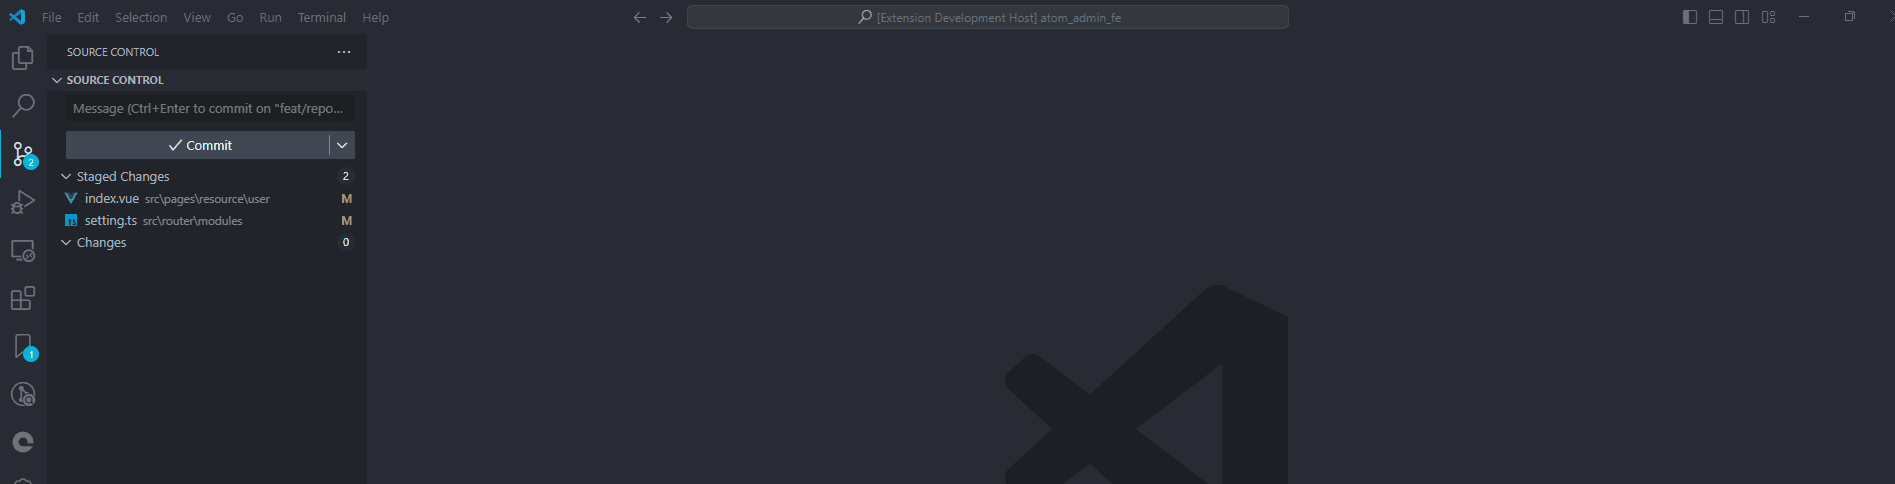 File Edit Selection View Go Run Terminal Help
[Extension Development Host] atom_admin_fe
SOURCE CONTROL
SOURCE CONTROL
Message (Ctrl+Enter to commit on "feat/repo...
Commit
Staged Changes 2
index.vue src\pages\resource\user M
TS setting.ts src\router\modules M
Changes 0
2
1